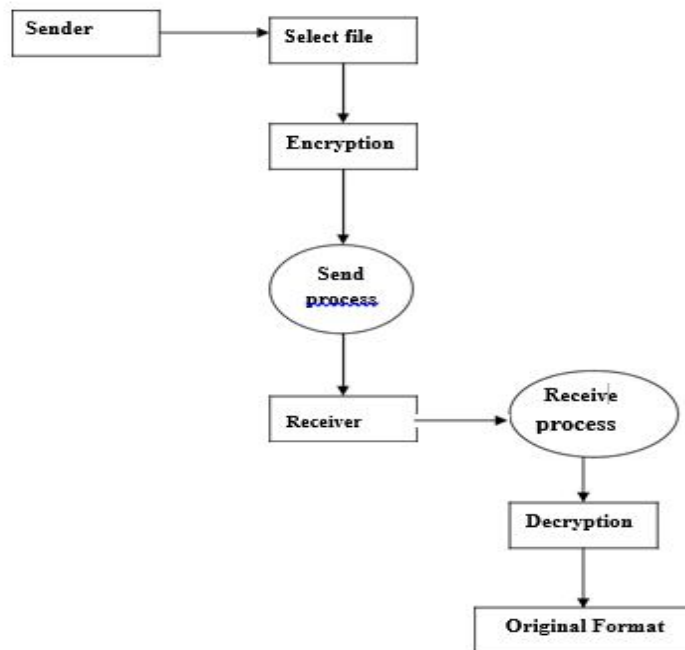 Sender
Select file
Encryption
Send
process
Receiver
Receive
process
Decryption
Original Format